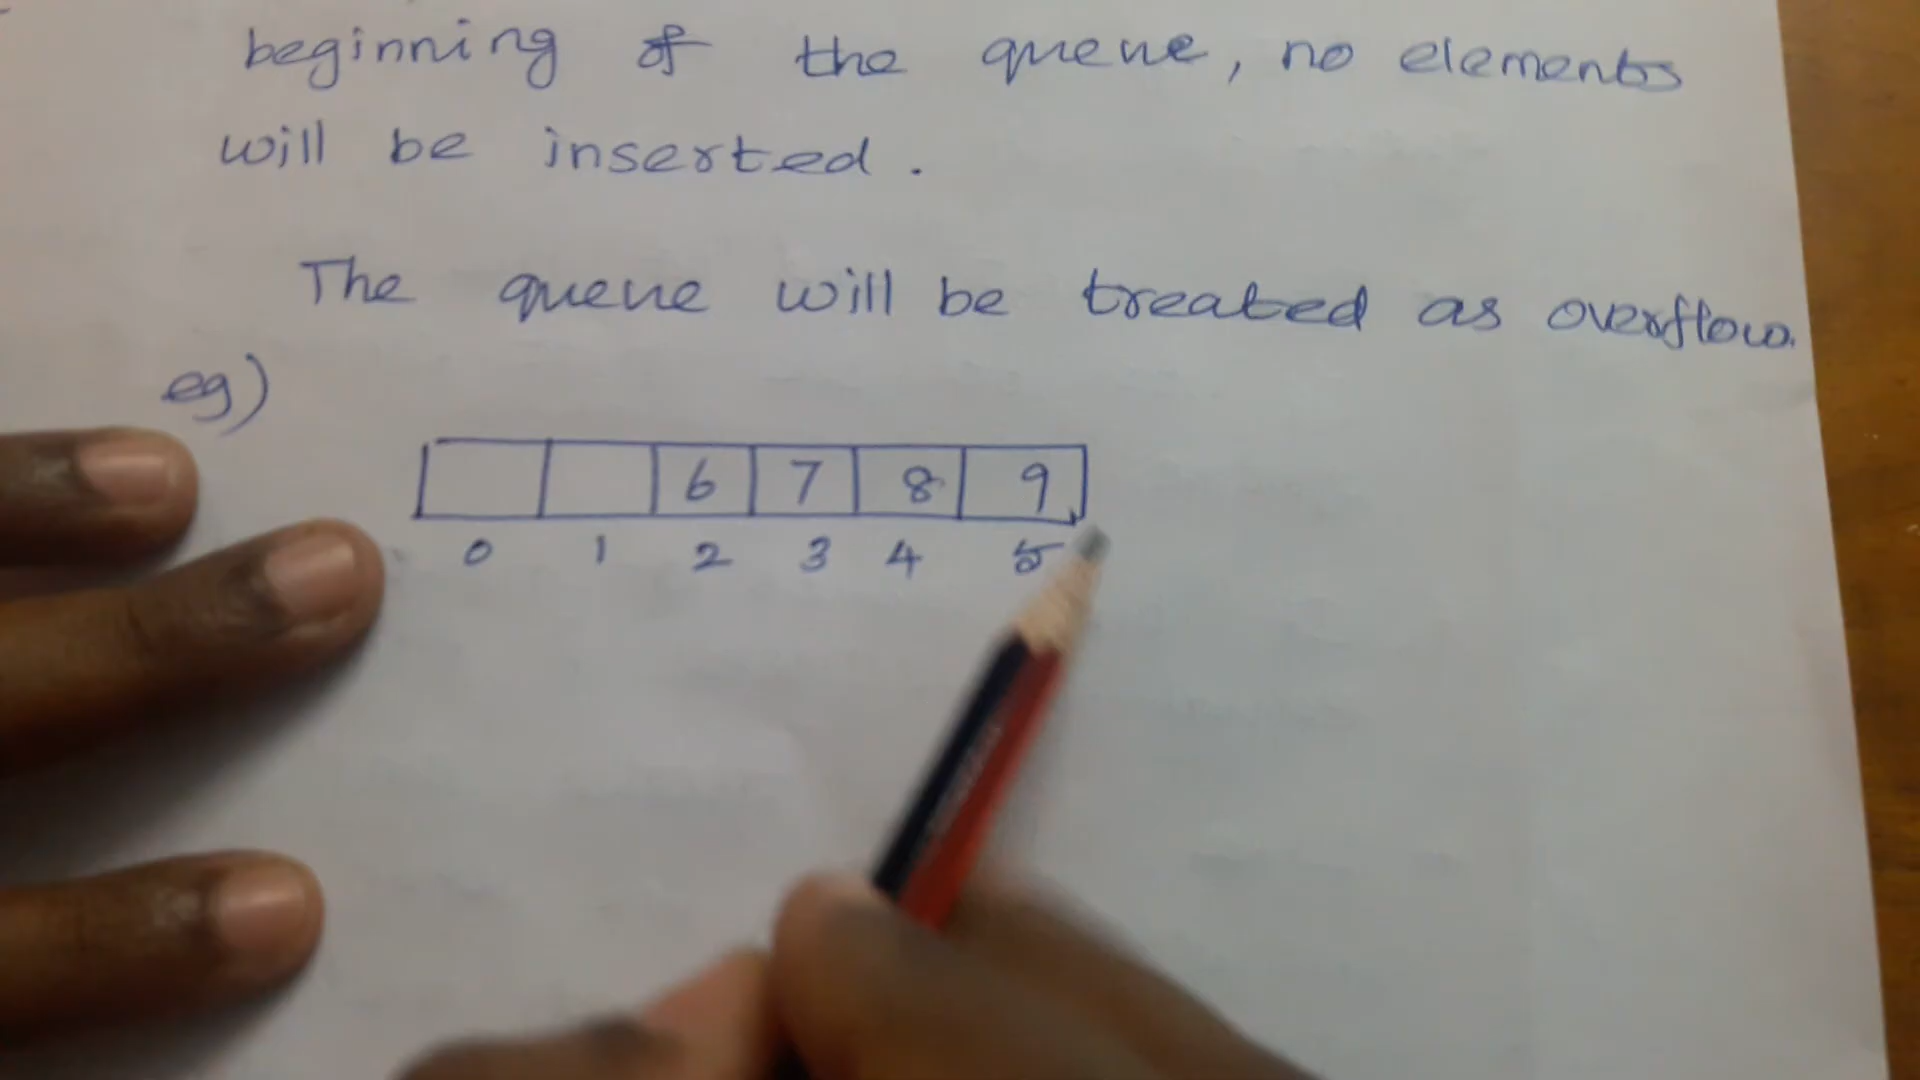 beginning of the queue, no elements
will be inserted.
The queue will be treated as overflow.
eg)
6 7 8 9
0 1 2 3 4 5